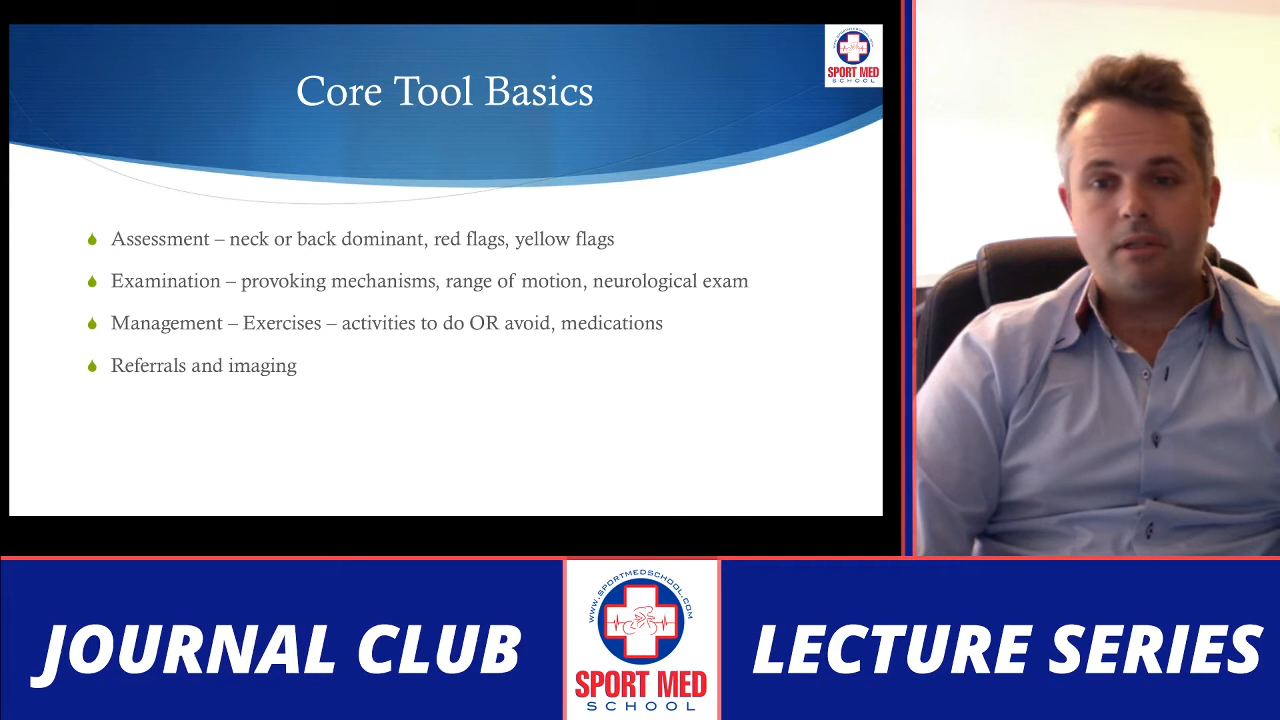 Core Tool Basics
SPORT MED
SCHOOL
Assessment – neck or back dominant, red flags, yellow flags
Examination – provoking mechanisms, range of motion, neurological exam
Management – Exercises – activities to do OR avoid, medications
Referrals and imaging
JOURNAL CLUB
WWW.SPORTMEDSCHOOL.COM
SPORT MED
SCHOOL
LECTURE SERIES